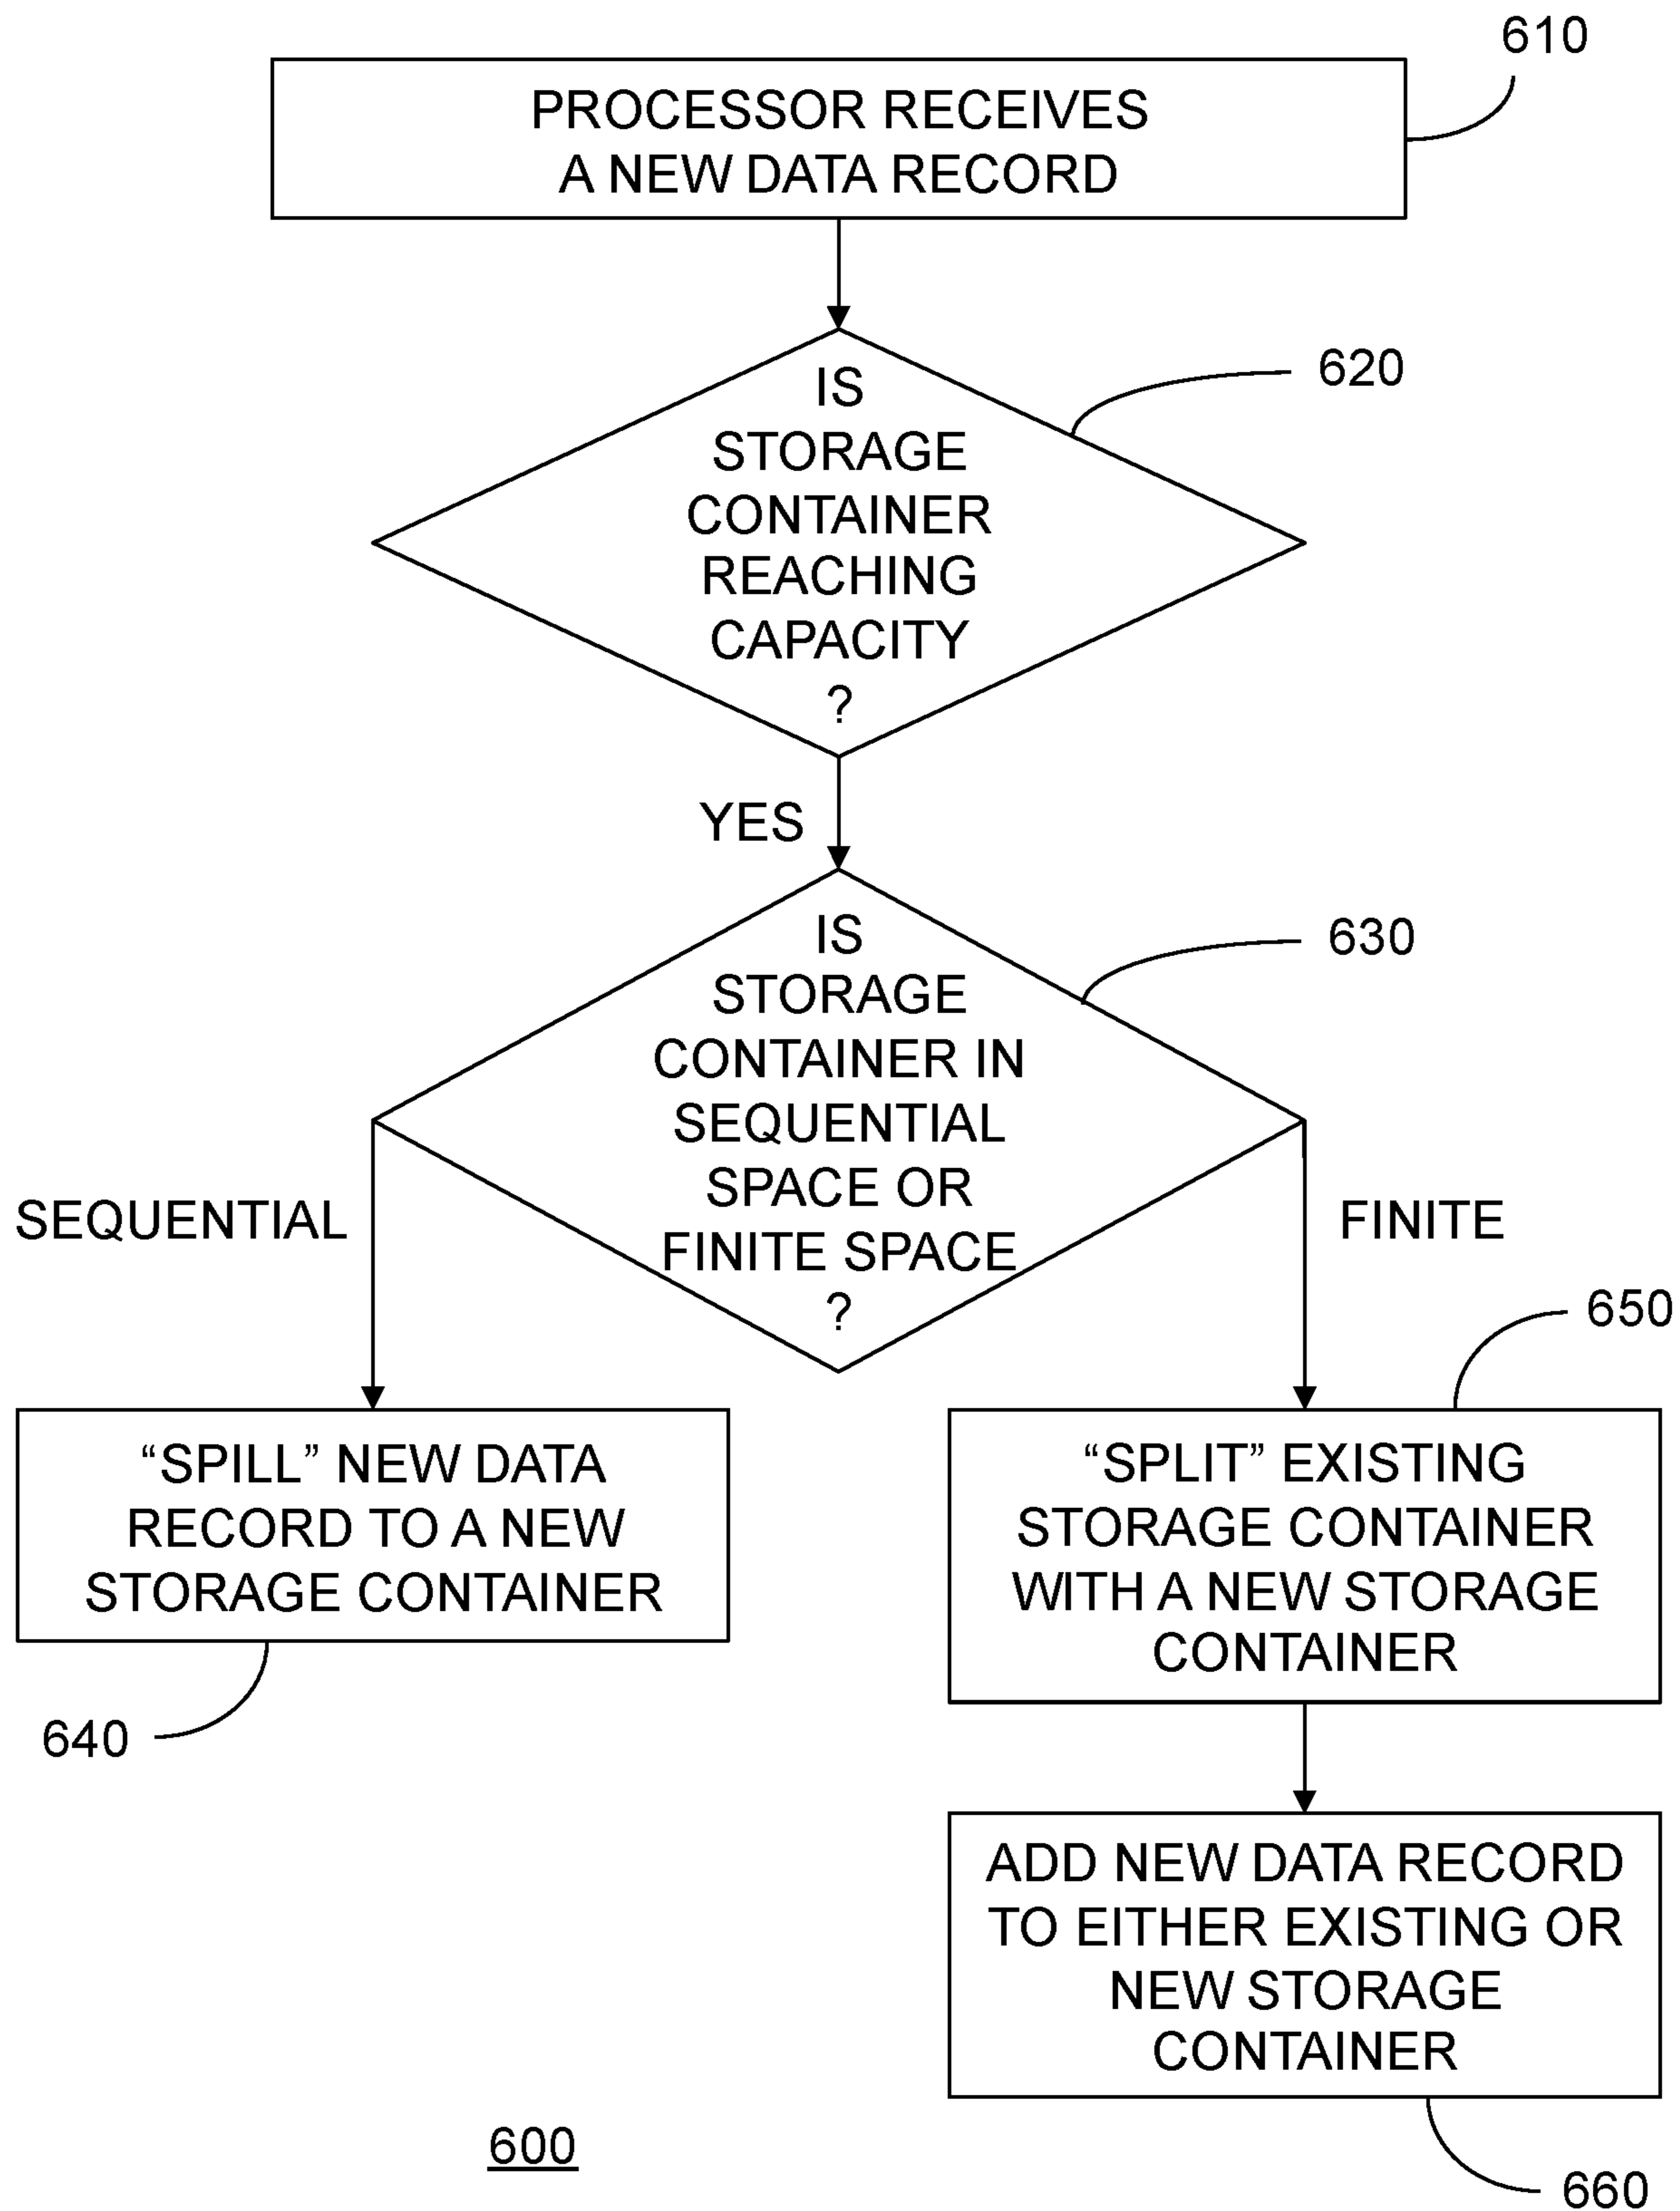 610
PROCESSOR RECEIVES
A NEW DATA RECORD
620
IS
STORAGE
CONTAINER
REACHING
CAPACITY
?
YES
630
IS
STORAGE
CONTAINER IN
SEQUENTIAL
SPACE OR
FINITE SPACE
?
SEQUENTIAL
FINITE
650
“SPILL” NEW DATA
RECORD TO A NEW
STORAGE CONTAINER
640
“SPLIT” EXISTING
STORAGE CONTAINER
WITH A NEW STORAGE
CONTAINER
ADD NEW DATA RECORD
TO EITHER EXISTING OR
NEW STORAGE
CONTAINER
600
660